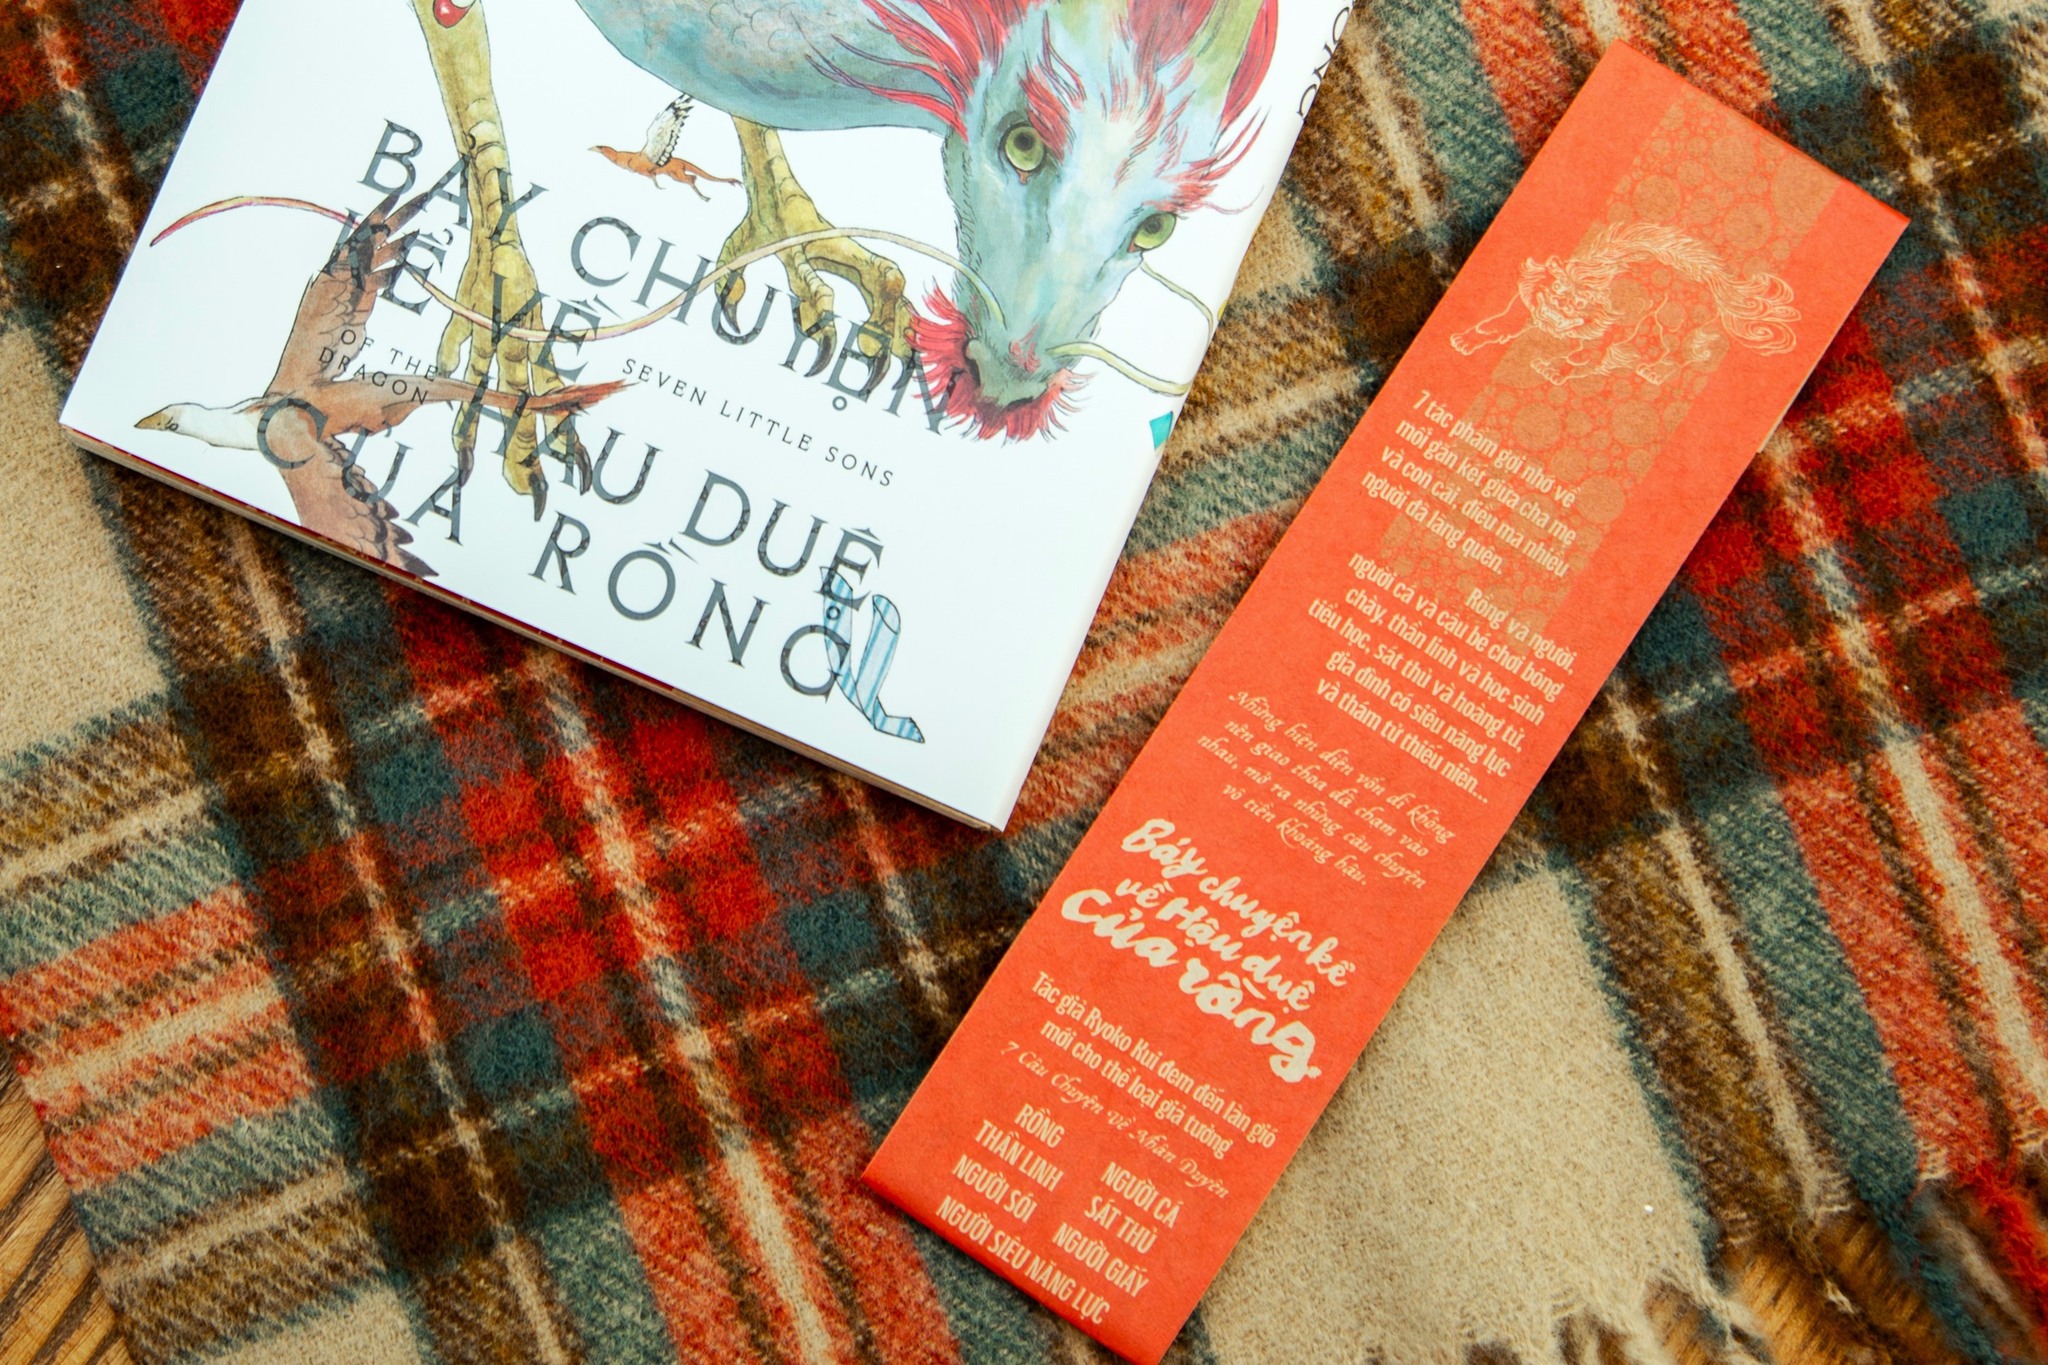 BẢY CHUYỆN
KỂ VỀ
SEVEN LITTLE SONS
OF THE
DRAGON
HẬU DUỆ
CỦA RỒNG
7 tác phẩm gợi nhớ về
mối gắn kết giữa cha mẹ
và con cái, điều mà nhiều
người đã lãng quên.
Rồng và người,
người cá và cậu bé chơi bóng
chày, thần linh và học sinh
tiểu học, sát thủ và hoàng tử,
gia đình có siêu năng lực
và thám tử thiếu niên...
Những hiện diện vốn dĩ không
nên giao thoa đã chạm vào
nhau, mở ra những câu chuyện
vô tiền khoáng hậu.
Bảy chuyện kể
về Hậu duệ
Của rồng
Tác giả Ryoko Kui đem đến làn gió
mới cho thể loại giả tưởng
7 Câu Chuyện Về Nhân Duyên
RỒNG
THẦN LINH NGƯỜI CÁ
NGƯỜI SÓI SÁT THỦ
NGƯỜI SIÊU NĂNG LỰC NGƯỜI GIẤY